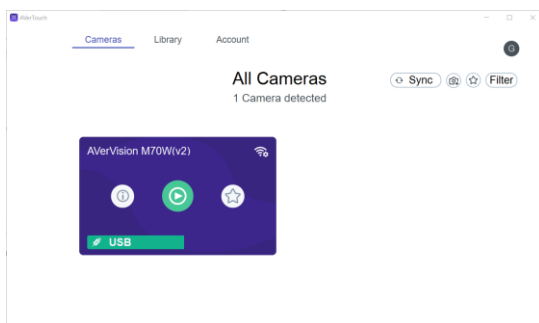 AVerTouch
Cameras Library Account
G
All Cameras
Sync Filter
1 Camera detected
AVerVision M70W(v2)
USB